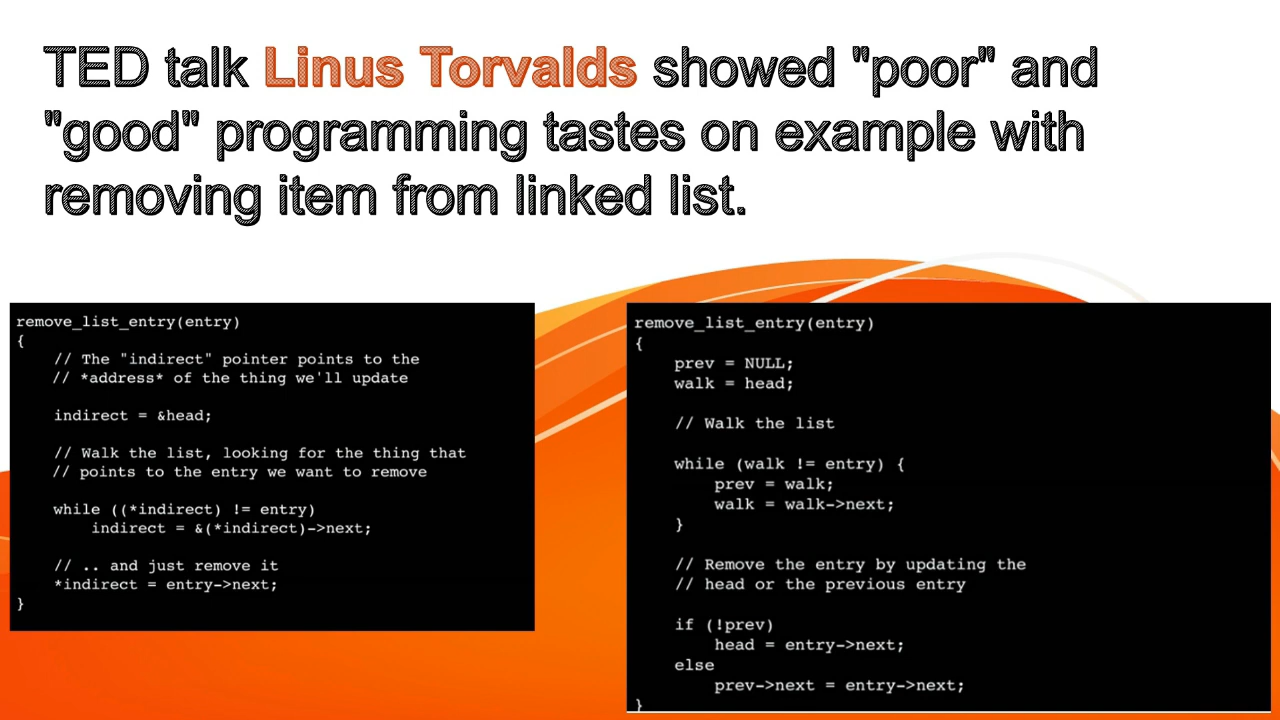 TED talk Linus Torvalds showed "poor" and
"good" programming tastes on example with
removing item from linked list.
remove_list_entry(entry)
{
    // The "indirect" pointer points to the
    // *address* of the thing we'll update
    indirect = &head;
    // Walk the list, looking for the thing that
    // points to the entry we want to remove
    while ((*indirect) != entry)
        indirect = &(*indirect)->next;
    // .. and just remove it
    *indirect = entry->next;
}
remove_list_entry(entry)
{
    prev = NULL;
    walk = head;
    // Walk the list
    while (walk != entry) {
        prev = walk;
        walk = walk->next;
    }
    // Remove the entry by updating the
    // head or the previous entry
    if (!prev)
        head = entry->next;
    else
        prev->next = entry->next;
}